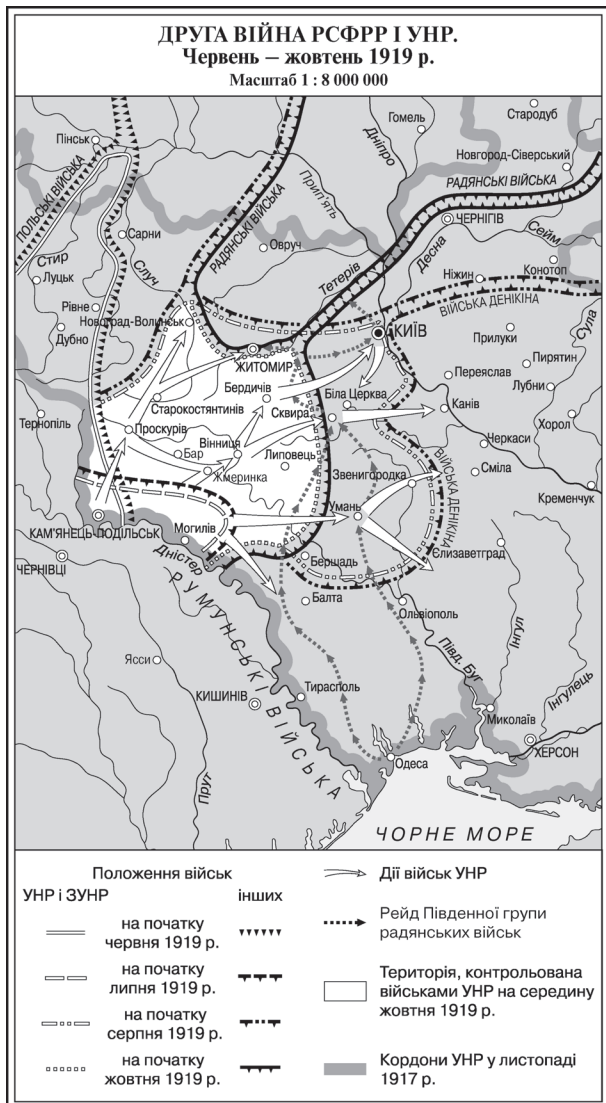 ДРУГА ВІЙНА РСФРР І УНР.
Червень – жовтень 1919 р.
Масштаб 1 : 8 000 000
Гомель
Стародуб
Дніпро
Пінськ
Новгород-Сіверський
Прип'ять
РАДЯНСЬКІ ВІЙСЬКА
ПОЛЬСЬКІ ВІЙСЬКА
РАДЯНСЬКІ ВІЙСЬКА
ЧЕРНІГІВ
Сарни
Овруч
Десна
Сейм
Стир
Случ
Тетерів
Конотоп
Луцьк
Ніжин
ВІЙСЬКА ДЕНІКІНА
Рівне
Новоград-Волинськ
КИЇВ
Сула
Дубно
Прилуки
ЖИТОМИР
Пирятин
Бердичів
Переяслав
Лубни
Старокостянтинів
Біла Церква
Сквира
Канів
Тернопіль
Проскурів
Хорол
Вінниця
Черкаси
Бар
Липовець
ВІЙСЬКА ДЕНІКІНА
Жмеринка
Звенигородка
Сміла
Кременчук
Умань
КАМ'ЯНЕЦЬ-ПОДІЛЬСЬК
Могилів
Дністер
Єлизаветград
ЧЕРНІВЦІ
Бершадь
РУМУНСЬКІ ВІЙСЬКА
Балта
Ольвіополь
Інгул
Півд. Буг
Ясси
Інгулець
Тирасполь
КИШИНІВ
Миколаїв
ХЕРСОН
Прут
Одеса
ЧОРНЕ МОРЕ
Положення військ
УНР і ЗУНР
інших
на початку
червня 1919 р.
на початку
липня 1919 р.
на початку
серпня 1919 р.
на початку
жовтня 1919 р.
Дії військ УНР
Рейд Південної групи
радянських військ
Територія, контрольована
військами УНР на середину
жовтня 1919 р.
Кордони УНР у листопаді
1917 р.